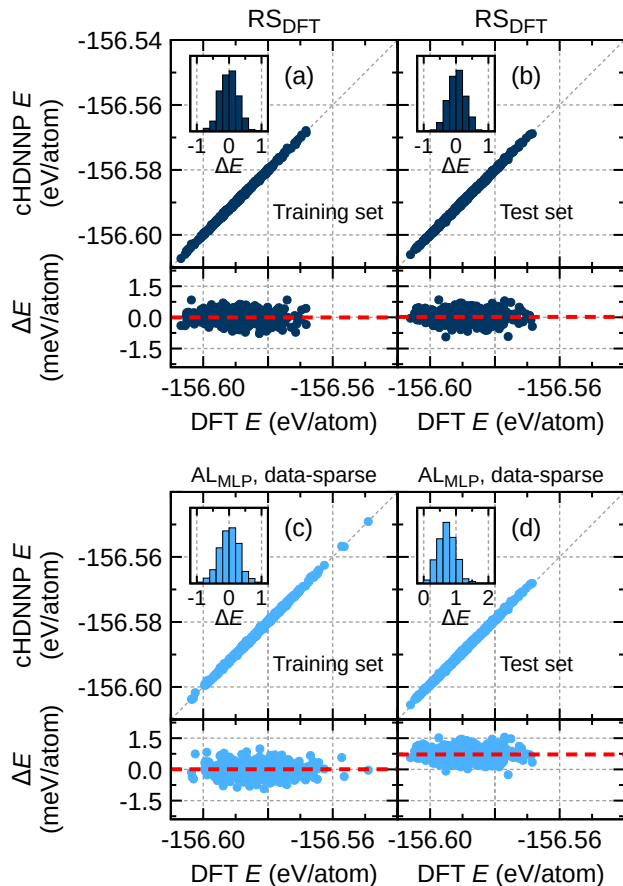 RS_DFT RS_DFT
-156.54
-156.56
-156.58
-156.60
cHDNNP E
(eV/atom)
(a) (b)
-1 0 1 -1 0 1
ΔE ΔE
Training set Test set
1.5
0.0
-1.5
ΔE
(meV/atom)
-156.60 -156.56 -156.60 -156.56
DFT E (eV/atom) DFT E (eV/atom)
AL_MLP, data-sparse AL_MLP, data-sparse
-156.56
-156.58
-156.60
cHDNNP E
(eV/atom)
(c) (d)
-1 0 1 0 1 2
ΔE ΔE
Training set Test set
1.5
0.0
-1.5
ΔE
(meV/atom)
-156.60 -156.56 -156.60 -156.56
DFT E (eV/atom) DFT E (eV/atom)